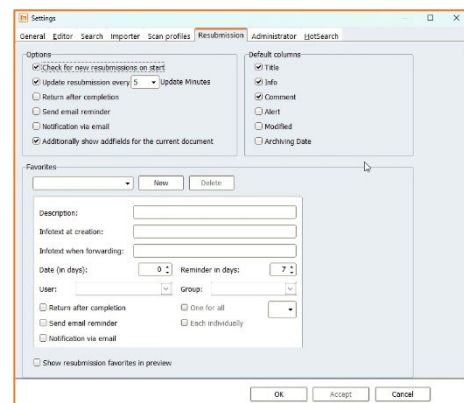 Settings
General Editor Search Importer Scan profiles Resubmission Administrator HotSearch
Options
Check for new resubmissions on start
Update resubmission every 5 Update Minutes
Return after completion
Send email reminder
Notification via email
Additionally show addfields for the current document
Default columns
Title
Info
Comment
Alert
Modified
Archiving Date
Favorites
New Delete
Description:
Infotext at creation:
Infotext when forwarding:
Date (in days): 0 Reminder in days: 7
User: Group:
Return after completion One for all
Send email reminder Each individually
Notification via email
Show resubmission favorites in preview
OK Accept Cancel